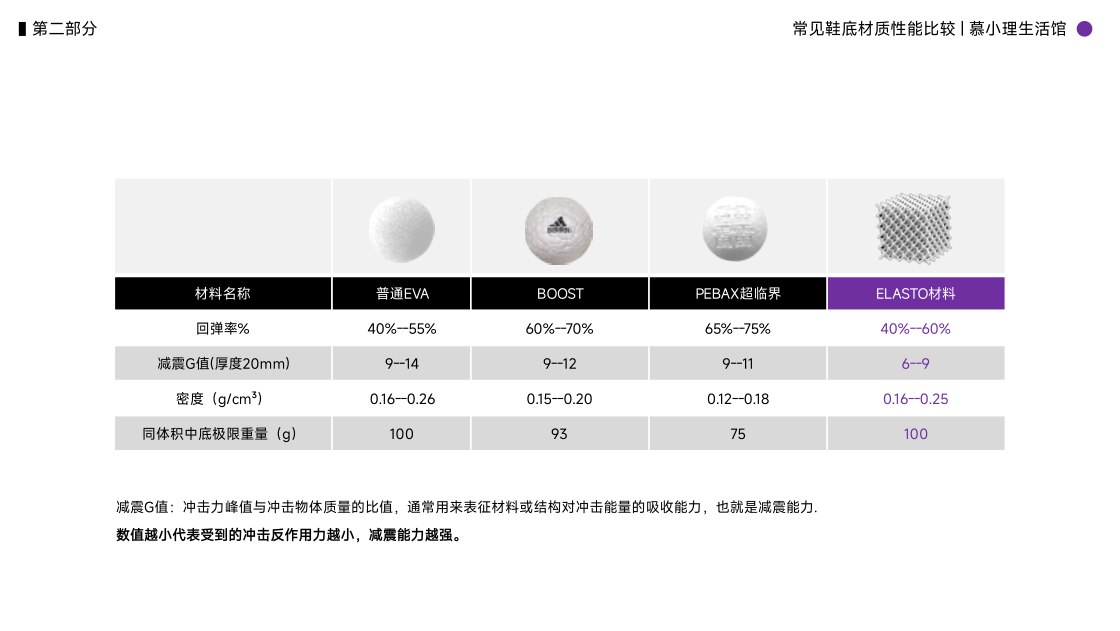 第二部分
常见鞋底材质性能比较 | 慕小理生活馆
adidas
材料名称 普通EVA BOOST PEBAX超临界 ELASTO材料
回弹率% 40%--55% 60%--70% 65%--75% 40%--60%
减震G值(厚度20mm) 9--14 9--12 9--11 6--9
密度（g/cm³） 0.16--0.26 0.15--0.20 0.12--0.18 0.16--0.25
同体积中底极限重量（g） 100 93 75 100
减震G值：冲击力峰值与冲击物体质量的比值，通常用来表征材料或结构对冲击能量的吸收能力，也就是减震能力.
数值越小代表受到的冲击反作用力越小，减震能力越强。